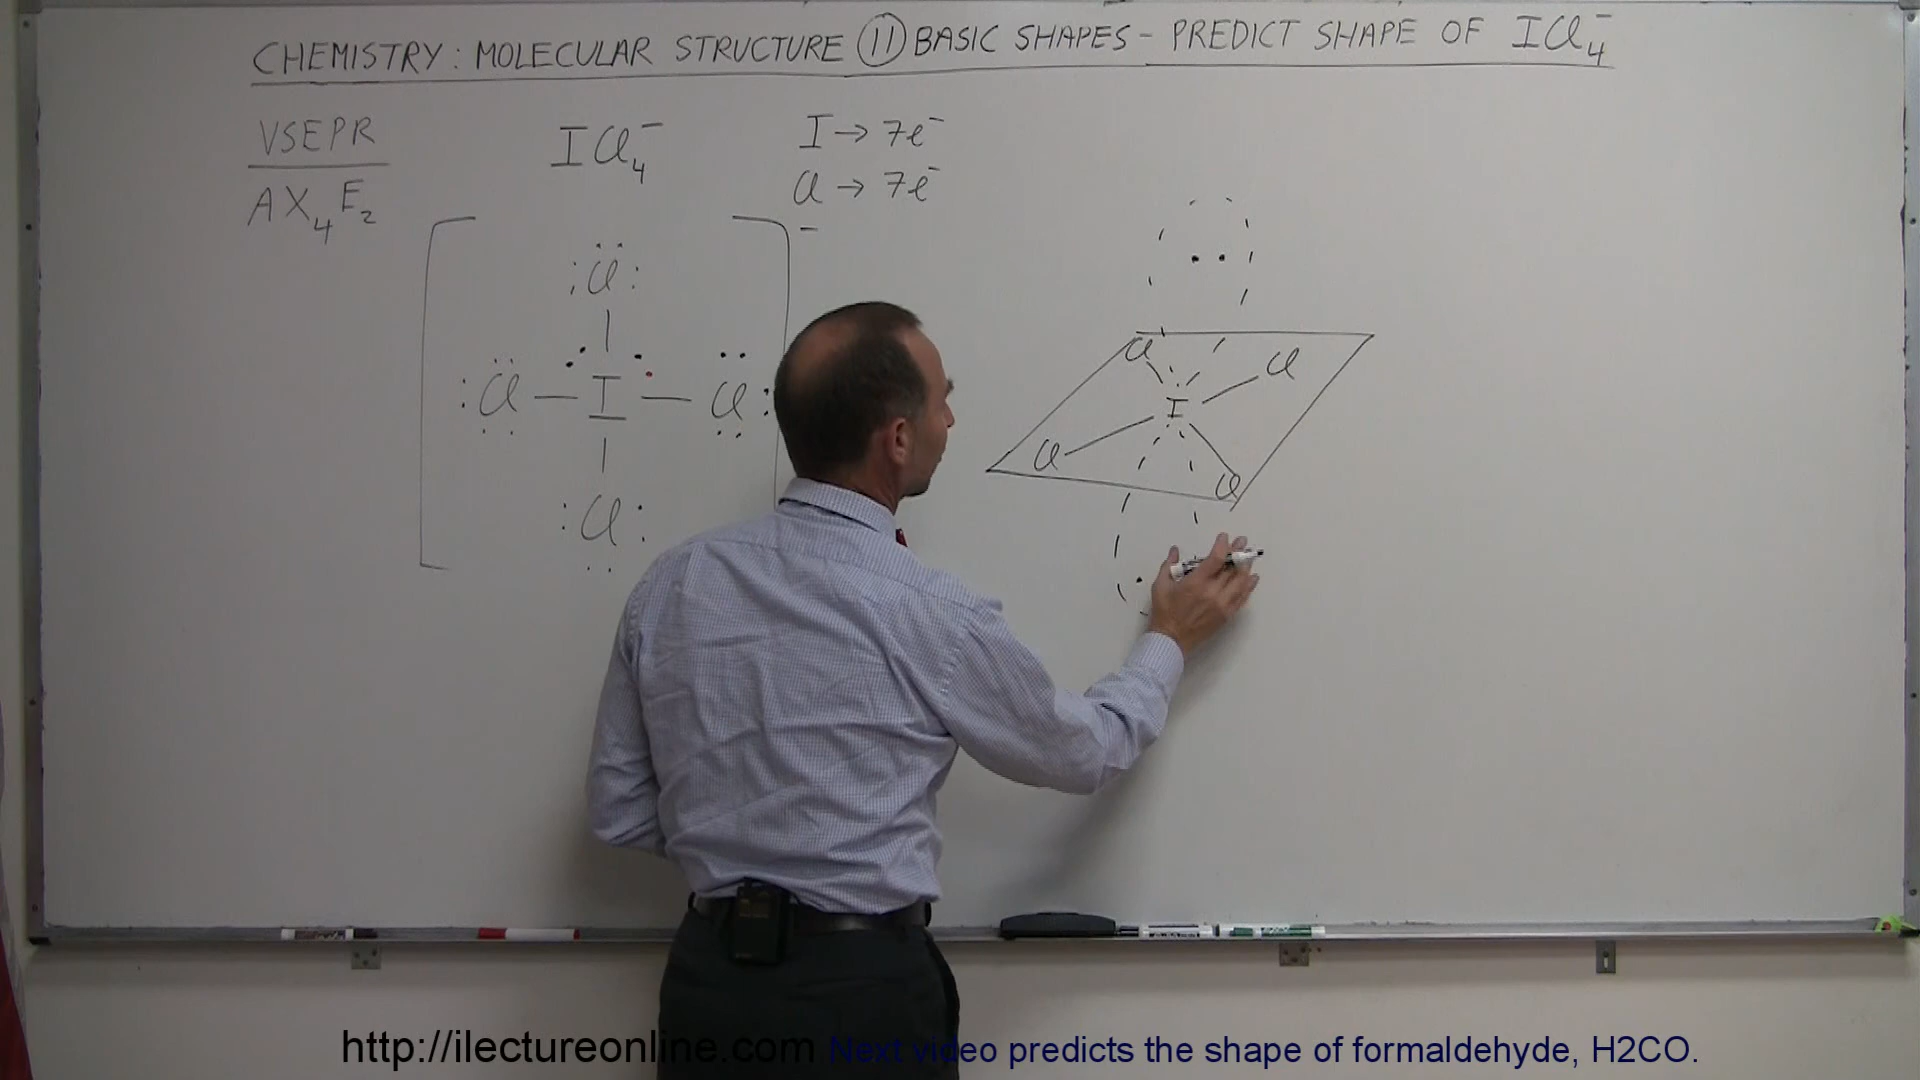 CHEMISTRY: MOLECULAR STRUCTURE 11 BASIC SHAPES - PREDICT SHAPE OF ICl4-
VSEPR
AX4E2
ICl4-
I → 7e-
Cl → 7e-
-
Cl
Cl — I — Cl
Cl
Cl Cl
I
Cl Cl
http://ilectureonline.com Next video predicts the shape of formaldehyde, H2CO.